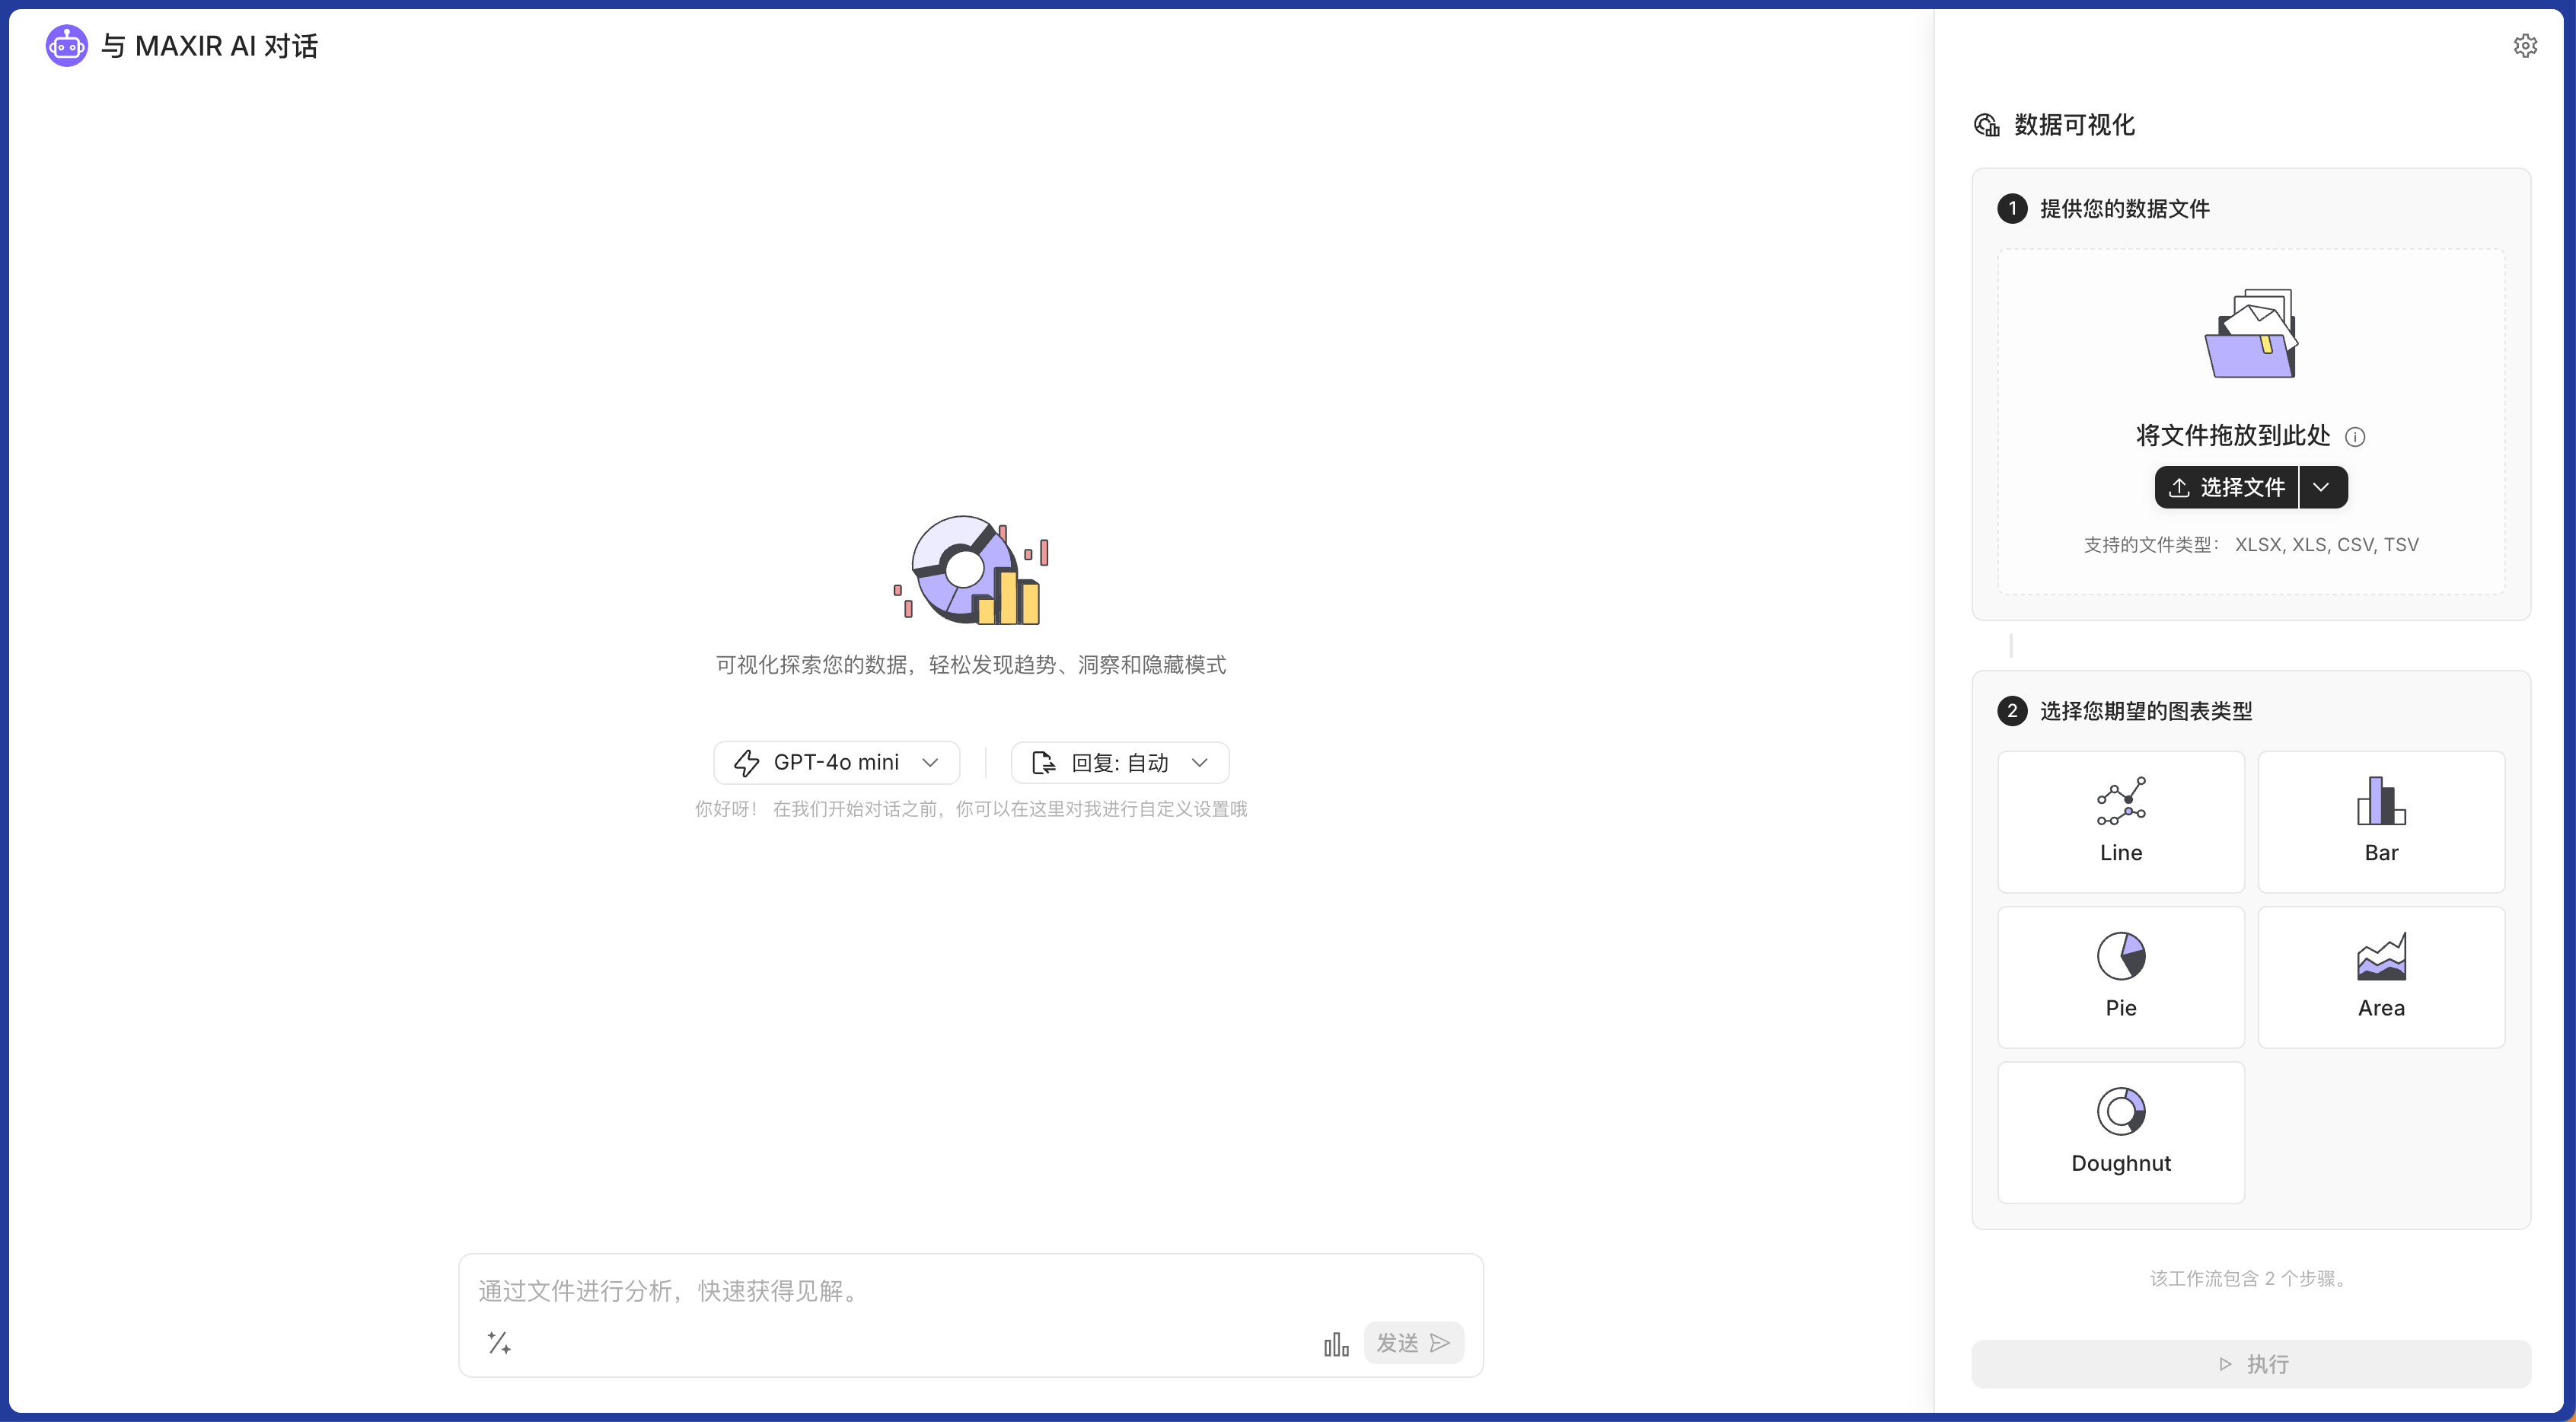 与 MAXIR AI 对话
可视化探索您的数据，轻松发现趋势、洞察和隐藏模式
GPT-4o mini
回复: 自动
你好呀！ 在我们开始对话之前，你可以在这里对我进行自定义设置哦
通过文件进行分析，快速获得见解。
发送
数据可视化
1 提供您的数据文件
将文件拖放到此处
选择文件
支持的文件类型： XLSX, XLS, CSV, TSV
2 选择您期望的图表类型
Line
Bar
Pie
Area
Doughnut
该工作流包含 2 个步骤。
执行